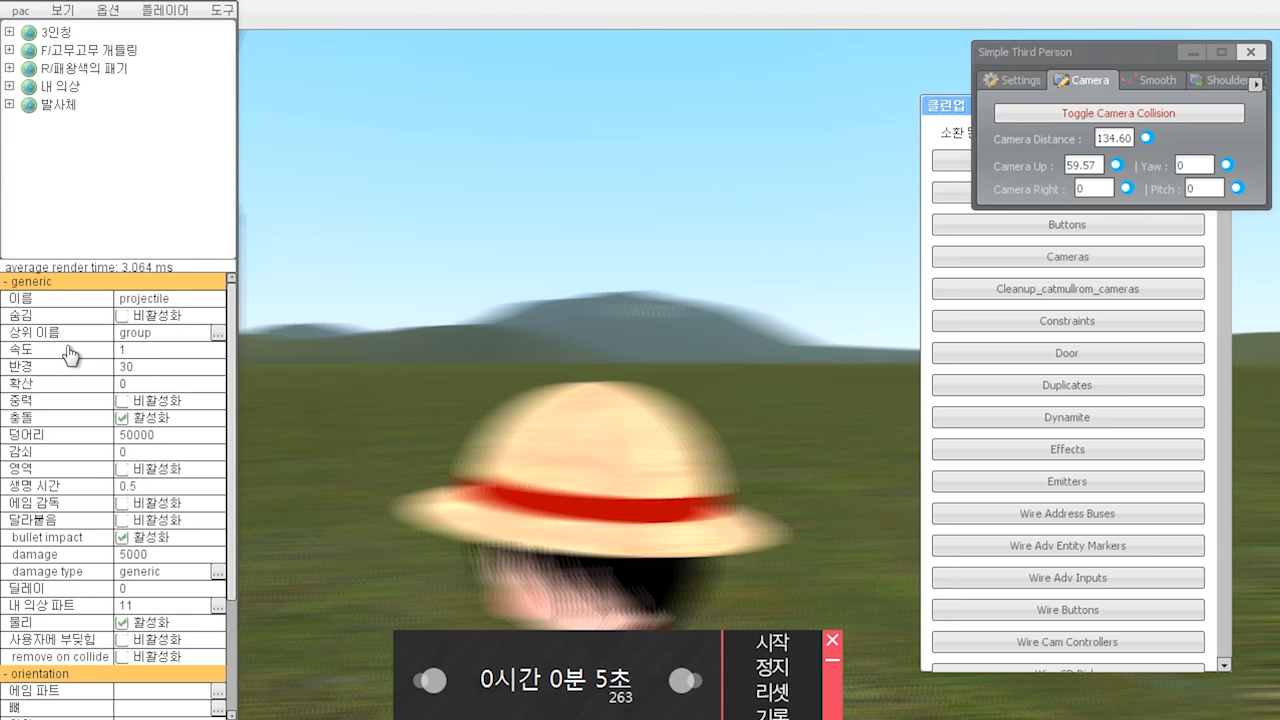 pac 보기 옵션 플레이어 도구
3인칭
F/고무고무 개틀링
R/패왕색의 패기
내 의상
발사체
average render time: 3.064 ms
- generic
이름 projectile
숨김 비활성화
상위 이름 group ...
속도 1
반경 30
확산 0
중력 비활성화
충돌 활성화
덩어리 50000
감쇠 0
영역 비활성화
생명 시간 0.5
에임 감독 비활성화
달라붙음 비활성화
bullet impact 활성화
damage 5000
damage type generic ...
딜레이 0
내 의상 파트 11 ...
물리 활성화
사용자에 부딪힘 비활성화
remove on collide 비활성화
- orientation
에임 파트 ...
뼈 ...
Simple Third Person
Settings Camera Smooth Shoulder
Toggle Camera Collision
Camera Distance : 134.60
Camera Up : 59.57 | Yaw : 0
Camera Right : 0 | Pitch : 0
클린업
소환
Buttons
Cameras
Cleanup_catmullrom_cameras
Constraints
Door
Duplicates
Dynamite
Effects
Emitters
Wire Address Buses
Wire Adv Entity Markers
Wire Adv Inputs
Wire Buttons
Wire Cam Controllers
0시간 0분 5초
263
시작
정지
리셋
기록